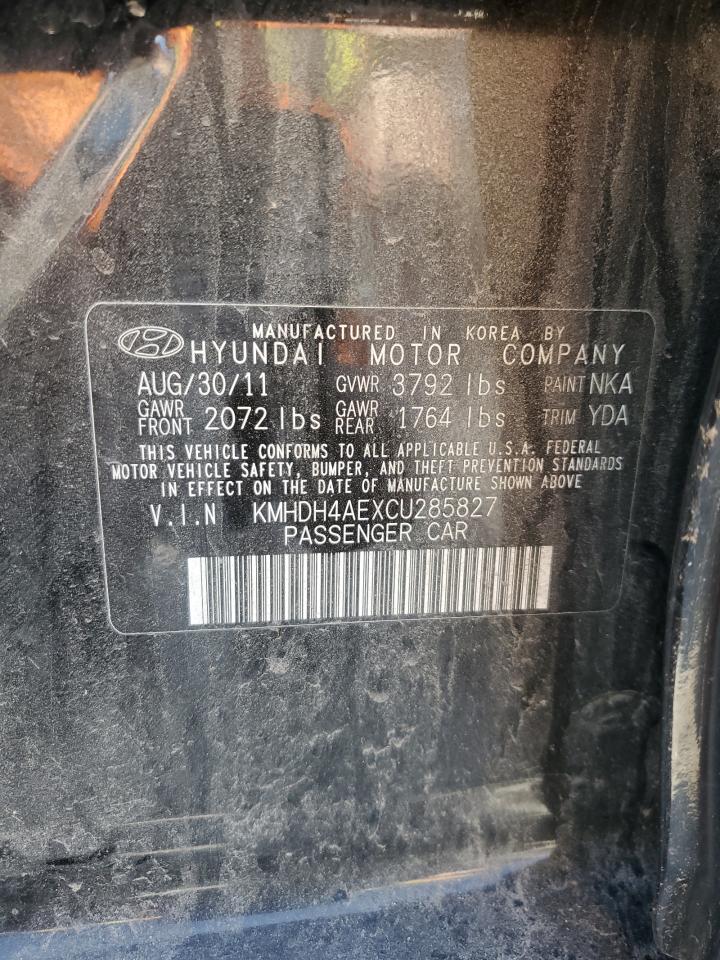 MANUFACTURED IN KOREA BY
HYUNDAI MOTOR COMPANY
AUG/30/11 GVWR 3792 lbs PAINT NKA
GAWR FRONT 2072 lbs GAWR REAR 1764 lbs TRIM YDA
THIS VEHICLE CONFORMS TO ALL APPLICABLE U.S.A. FEDERAL
MOTOR VEHICLE SAFETY, BUMPER, AND THEFT PREVENTION STANDARDS
IN EFFECT ON THE DATE OF MANUFACTURE SHOWN ABOVE
V.I.N KMHDH4AEXCU285827
PASSENGER CAR